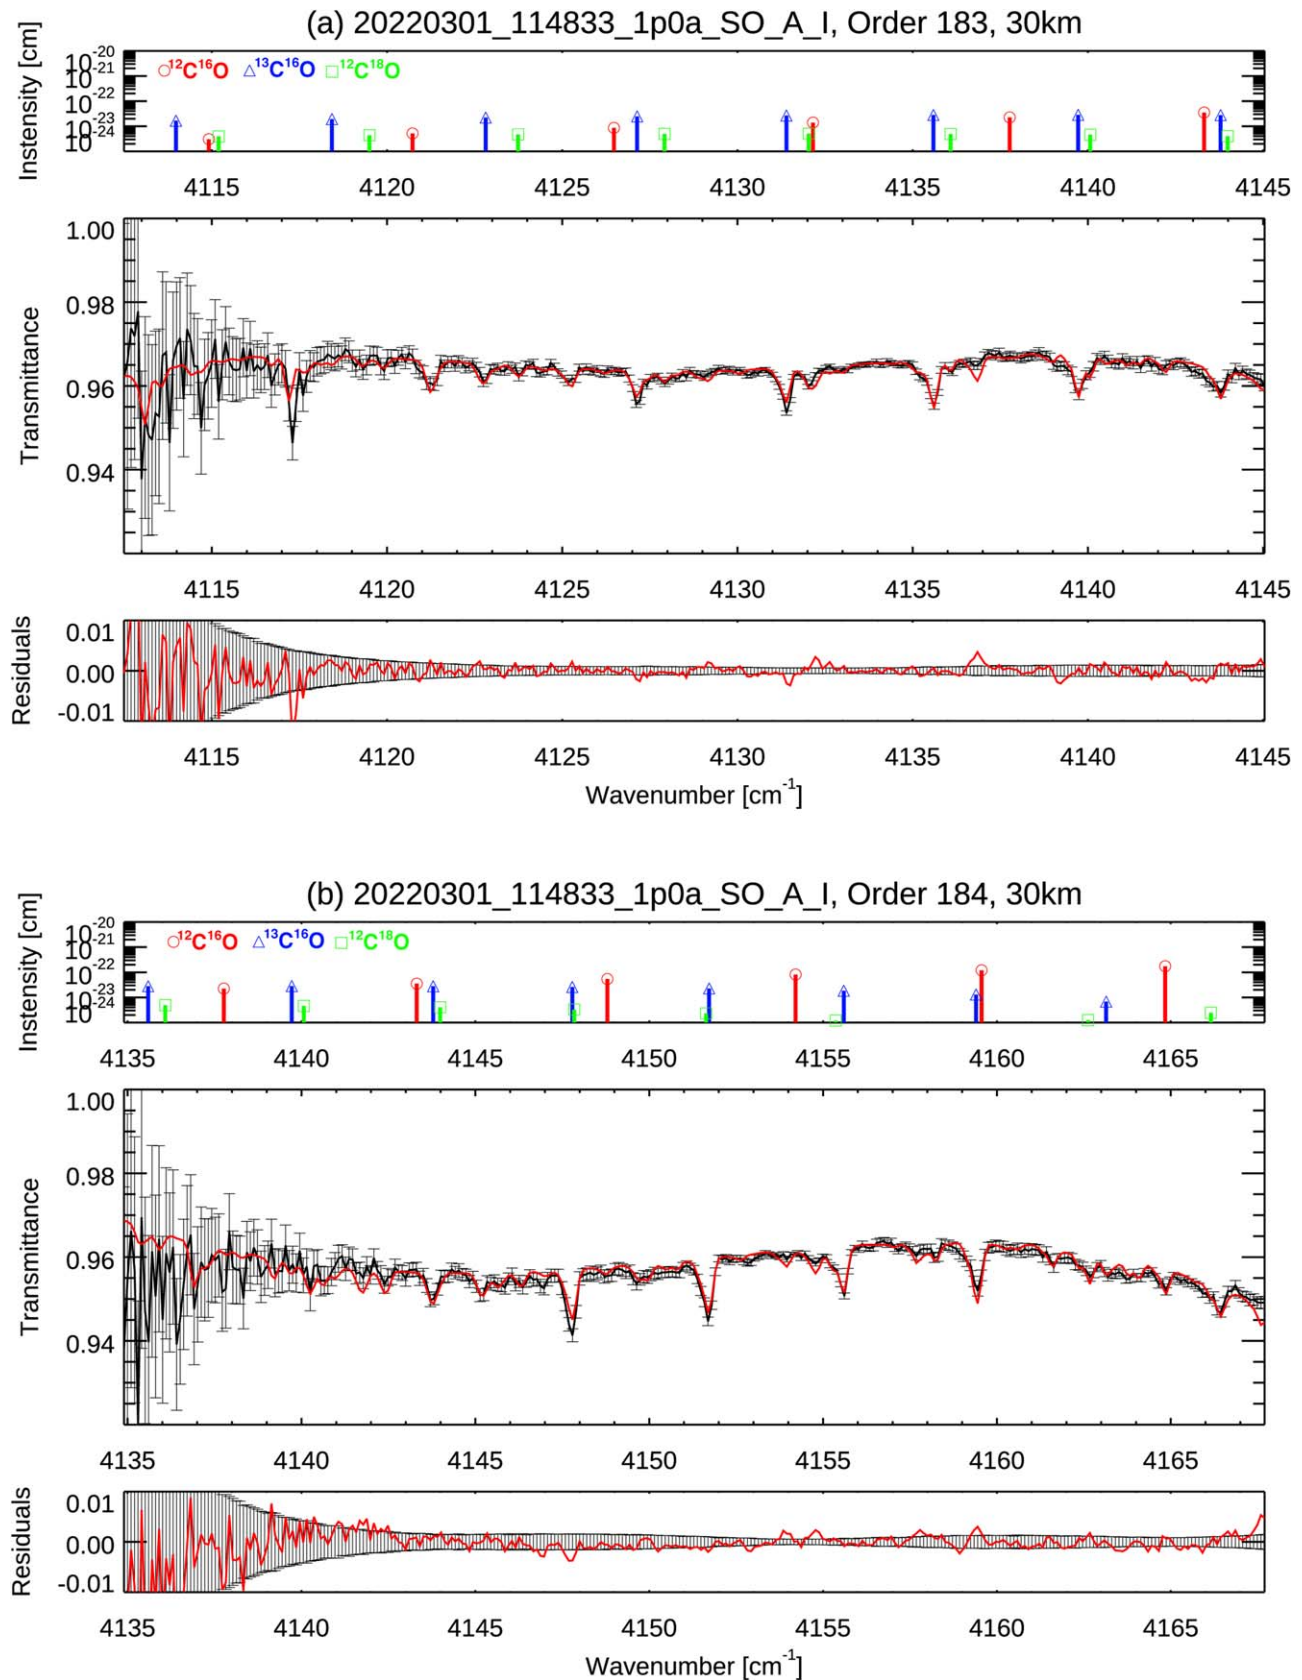 (a) 20220301_114833_1p0a_SO_A_I, Order 183, 30km
Instensity [cm]
10⁻²⁰
10⁻²¹
10⁻²²
10⁻²³
10⁻²⁴
¹²C¹⁶O ¹³C¹⁶O ¹²C¹⁸O
4115 4120 4125 4130 4135 4140 4145
Transmittance
1.00
0.98
0.96
0.94
4115 4120 4125 4130 4135 4140 4145
Residuals
0.01
0.00
-0.01
4115 4120 4125 4130 4135 4140 4145
Wavenumber [cm⁻¹]
(b) 20220301_114833_1p0a_SO_A_I, Order 184, 30km
Instensity [cm]
10⁻²⁰
10⁻²¹
10⁻²²
10⁻²³
10⁻²⁴
¹²C¹⁶O ¹³C¹⁶O ¹²C¹⁸O
4135 4140 4145 4150 4155 4160 4165
Transmittance
1.00
0.98
0.96
0.94
4135 4140 4145 4150 4155 4160 4165
Residuals
0.01
0.00
-0.01
4135 4140 4145 4150 4155 4160 4165
Wavenumber [cm⁻¹]